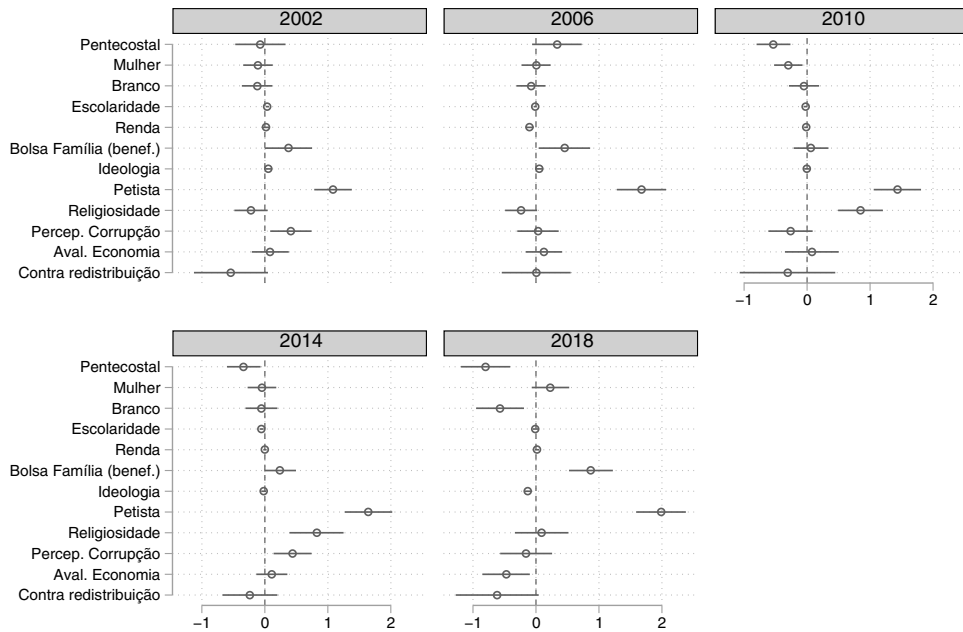 2002
2006
2010
Pentecostal
Mulher
Branco
Escolaridade
Renda
Bolsa Família (benef.)
Ideologia
Petista
Religiosidade
Percep. Corrupção
Aval. Economia
Contra redistribuição
−1 0 1 2
2014
2018
Pentecostal
Mulher
Branco
Escolaridade
Renda
Bolsa Família (benef.)
Ideologia
Petista
Religiosidade
Percep. Corrupção
Aval. Economia
Contra redistribuição
−1 0 1 2
−1 0 1 2